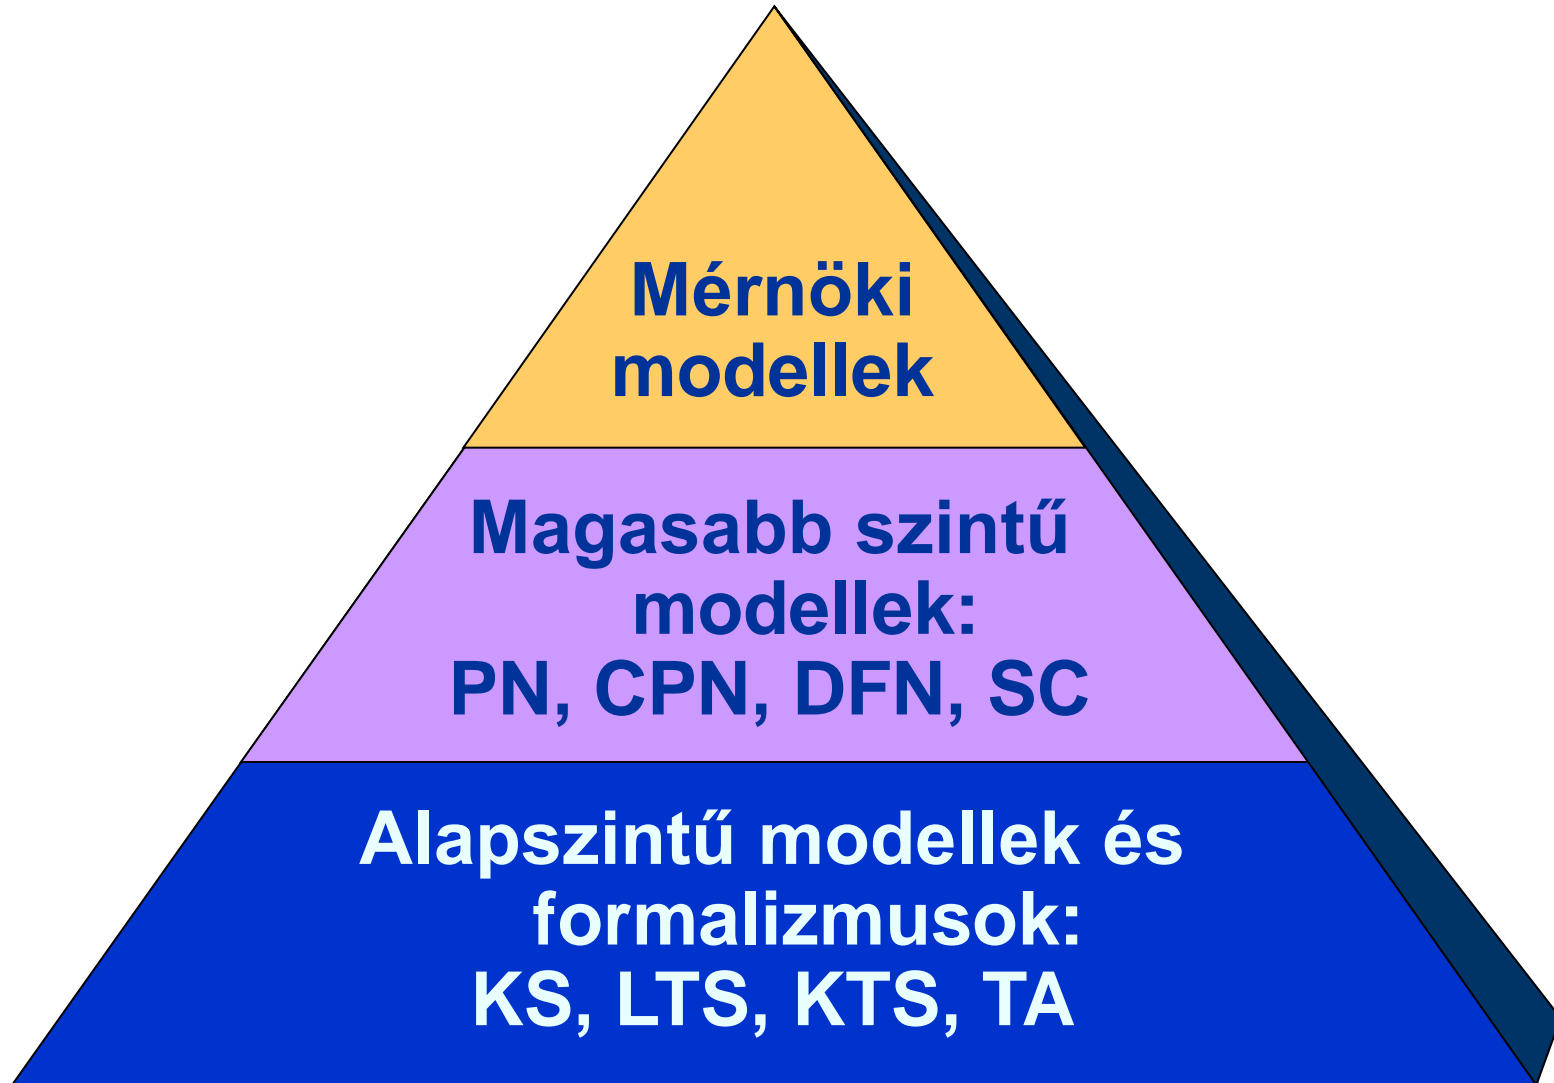 Mérnöki
modellek
Magasabb szintű
modellek:
PN, CPN, DFN, SC
Alapszintű modellek és
formalizmusok:
KS, LTS, KTS, TA